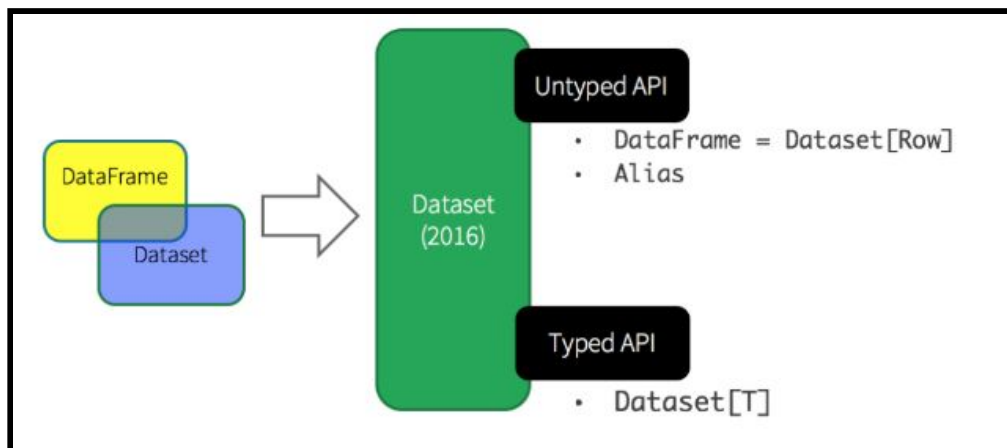 DataFrame
Dataset
Dataset
(2016)
Untyped API
• DataFrame = Dataset[Row]
• Alias
Typed API
• Dataset[T]